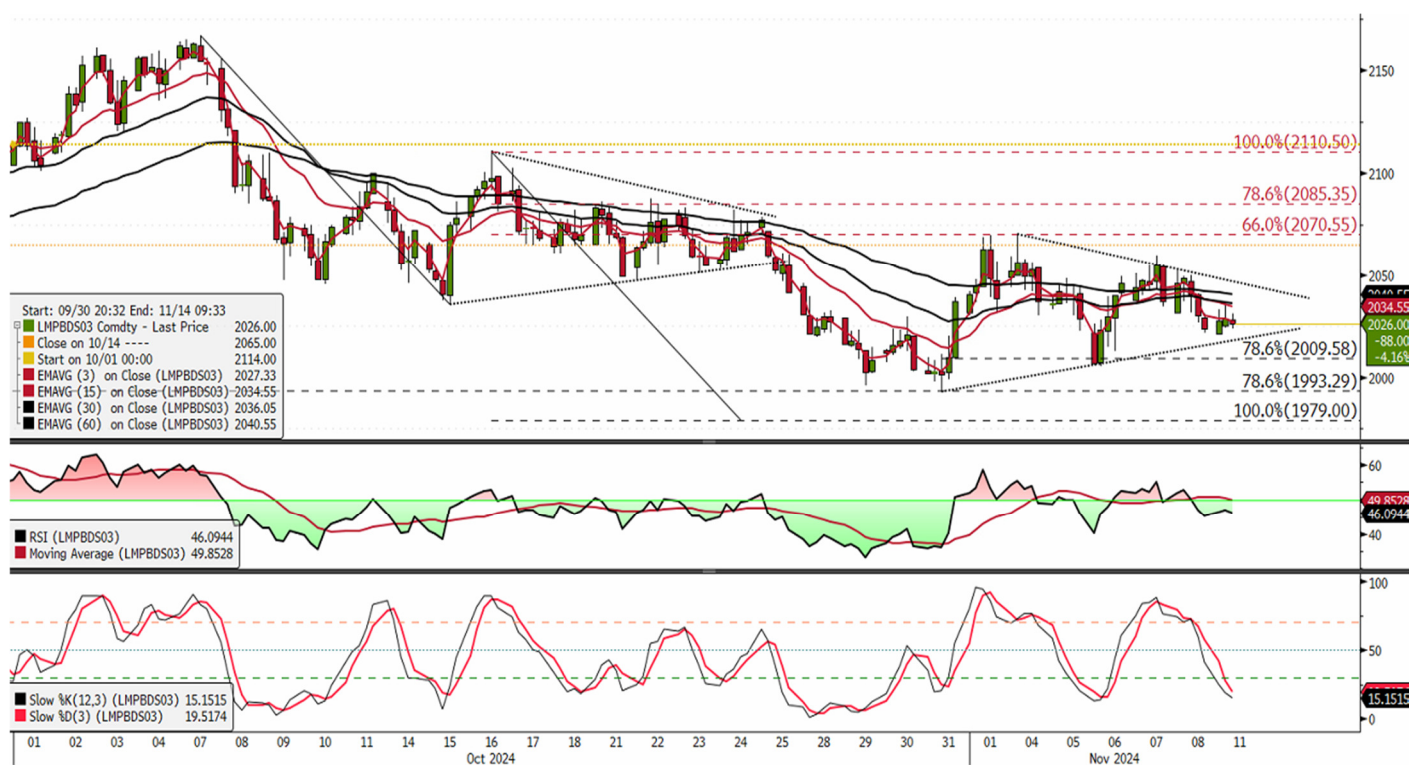 2150
2100
2050
2000
100.0%(2110.50)
78.6%(2085.35)
66.0%(2070.55)
78.6%(2009.58)
78.6%(1993.29)
100.0%(1979.00)
2040.55
2034.55
2026.00
-88.00
-4.16%
Start: 09/30 20:32 End: 11/14 09:33
LMPBDS03 Comdty - Last Price 2026.00
Close on 10/14 ---- 2065.00
Start on 10/01 00:00 2114.00
EMAVG (3) on Close (LMPBDS03) 2027.33
EMAVG (15) on Close (LMPBDS03) 2034.55
EMAVG (30) on Close (LMPBDS03) 2036.05
EMAVG (60) on Close (LMPBDS03) 2040.55
60
49.8528
46.0944
40
RSI (LMPBDS03) 46.0944
Moving Average (LMPBDS03) 49.8528
100
50
15.1515
0
Slow %K(12,3) (LMPBDS03) 15.1515
Slow %D(3) (LMPBDS03) 19.5174
01 02 03 04 07 08 09 10 11 14 15 16 17 18 21 22 23 24 25 28 29 30 31 01 04 05 06 07 08 11
Oct 2024 Nov 2024